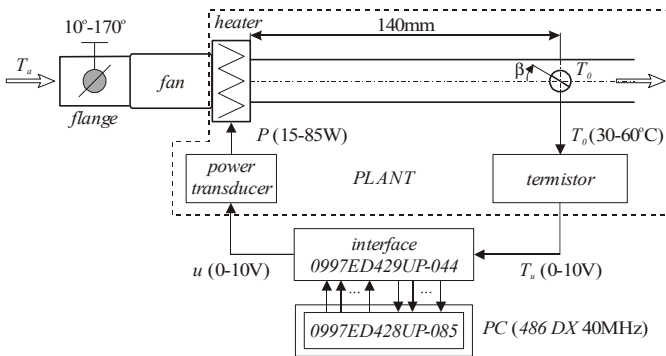 heater
10°-170°
140mm
T_a
fan
β
T_0
flange
P (15-85W)
T_0 (30-60°C)
power
transducer
PLANT
termistor
interface
0997ED429UP-044
u (0-10V)
T_u (0-10V)
... ...
0997ED428UP-085
PC (486 DX 40MHz)